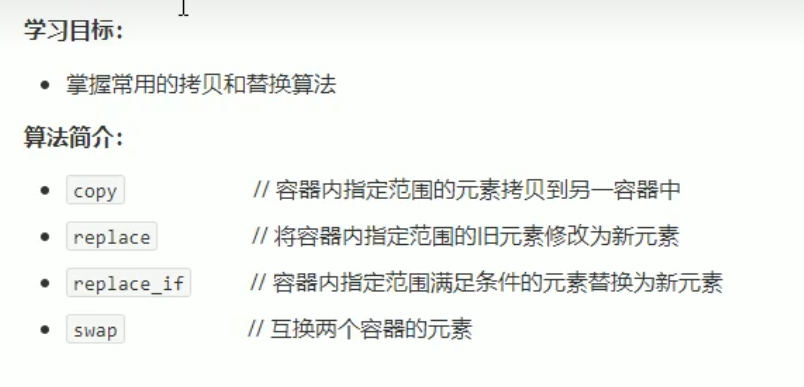 学习目标：
掌握常用的拷贝和替换算法
算法简介：
copy // 容器内指定范围的元素拷贝到另一容器中
replace // 将容器内指定范围的旧元素修改为新元素
replace_if // 容器内指定范围满足条件的元素替换为新元素
swap // 互换两个容器的元素